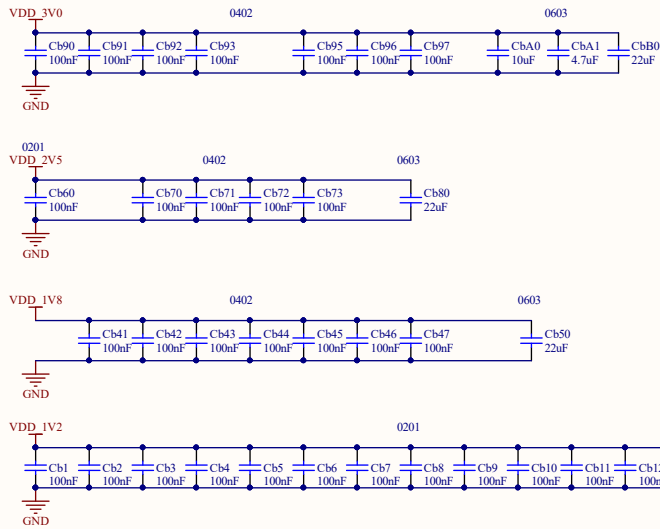 VDD_3V0 0402 0603
Cb90 Cb91 Cb92 Cb93 Cb95 Cb96 Cb97 CbA0 CbA1 CbB0
100nF 100nF 100nF 100nF 100nF 100nF 100nF 10uF 4.7uF 22uF
GND
0201
VDD_2V5 0402 0603
Cb60 Cb70 Cb71 Cb72 Cb73 Cb80
100nF 100nF 100nF 100nF 100nF 22uF
GND
VDD_1V8 0402 0603
Cb41 Cb42 Cb43 Cb44 Cb45 Cb46 Cb47 Cb50
100nF 100nF 100nF 100nF 100nF 100nF 100nF 22uF
GND
VDD_1V2 0201
Cb1 Cb2 Cb3 Cb4 Cb5 Cb6 Cb7 Cb8 Cb9 Cb10 Cb11
100nF 100nF 100nF 100nF 100nF 100nF 100nF 100nF 100nF 100nF 100nF
GND